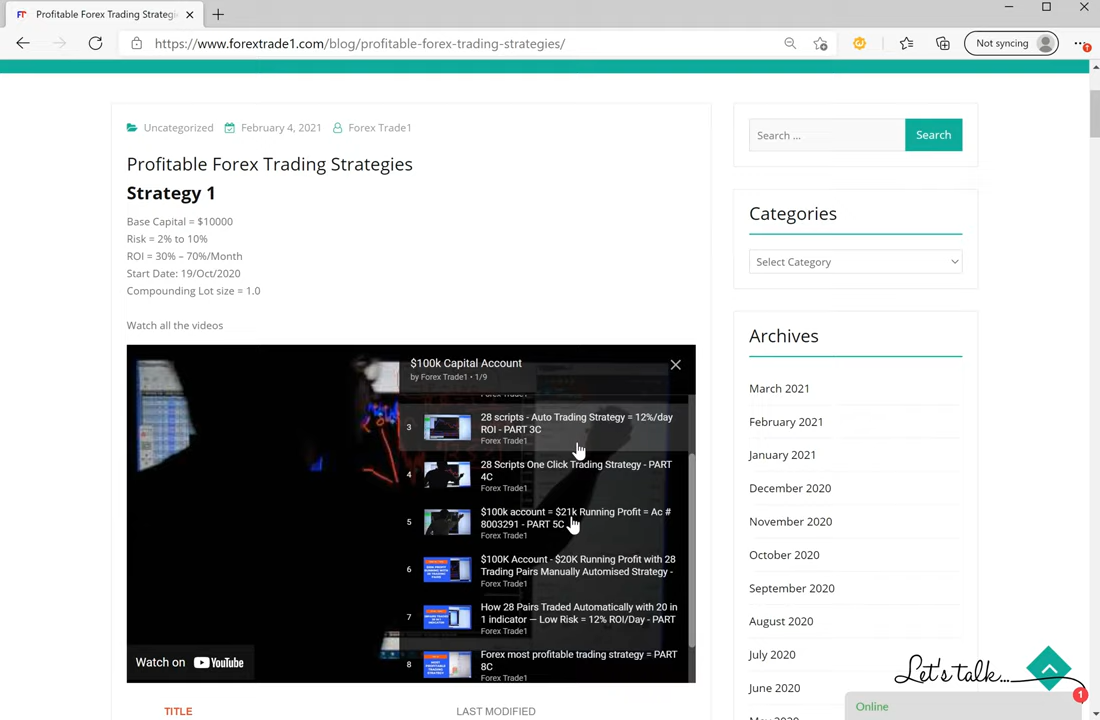 Profitable Forex Trading Strategi
https://www.forextrade1.com/blog/profitable-forex-trading-strategies/
Not syncing
Uncategorized February 4, 2021 Forex Trade1
Profitable Forex Trading Strategies
Strategy 1
Base Capital = $10000
Risk = 2% to 10%
ROI = 30% – 70%/Month
Start Date: 19/Oct/2020
Compounding Lot size = 1.0
Watch all the videos
$100k Capital Account
by Forex Trade1 • 1/9
3
28 scripts - Auto Trading Strategy = 12%/day
ROI - PART 3C
Forex Trade1
4
28 Scripts One Click Trading Strategy - PART
4C
Forex Trade1
5
$100k account = $21k Running Profit = Ac #
8003291 - PART 5C
Forex Trade1
6
$100K Account - $20K Running Profit with 28
Trading Pairs Manually Automised Strategy -
Forex Trade1
7
How 28 Pairs Traded Automatically with 20 in
1 indicator — Low Risk = 12% ROI/Day - PART
Forex Trade1
8
Forex most profitable trading strategy = PART
8C
Forex Trade1
Watch on YouTube
TITLE LAST MODIFIED
Search ...
Search
Categories
Select Category
Archives
March 2021
February 2021
January 2021
December 2020
November 2020
October 2020
September 2020
August 2020
July 2020
June 2020
Let's talk...
1
Online